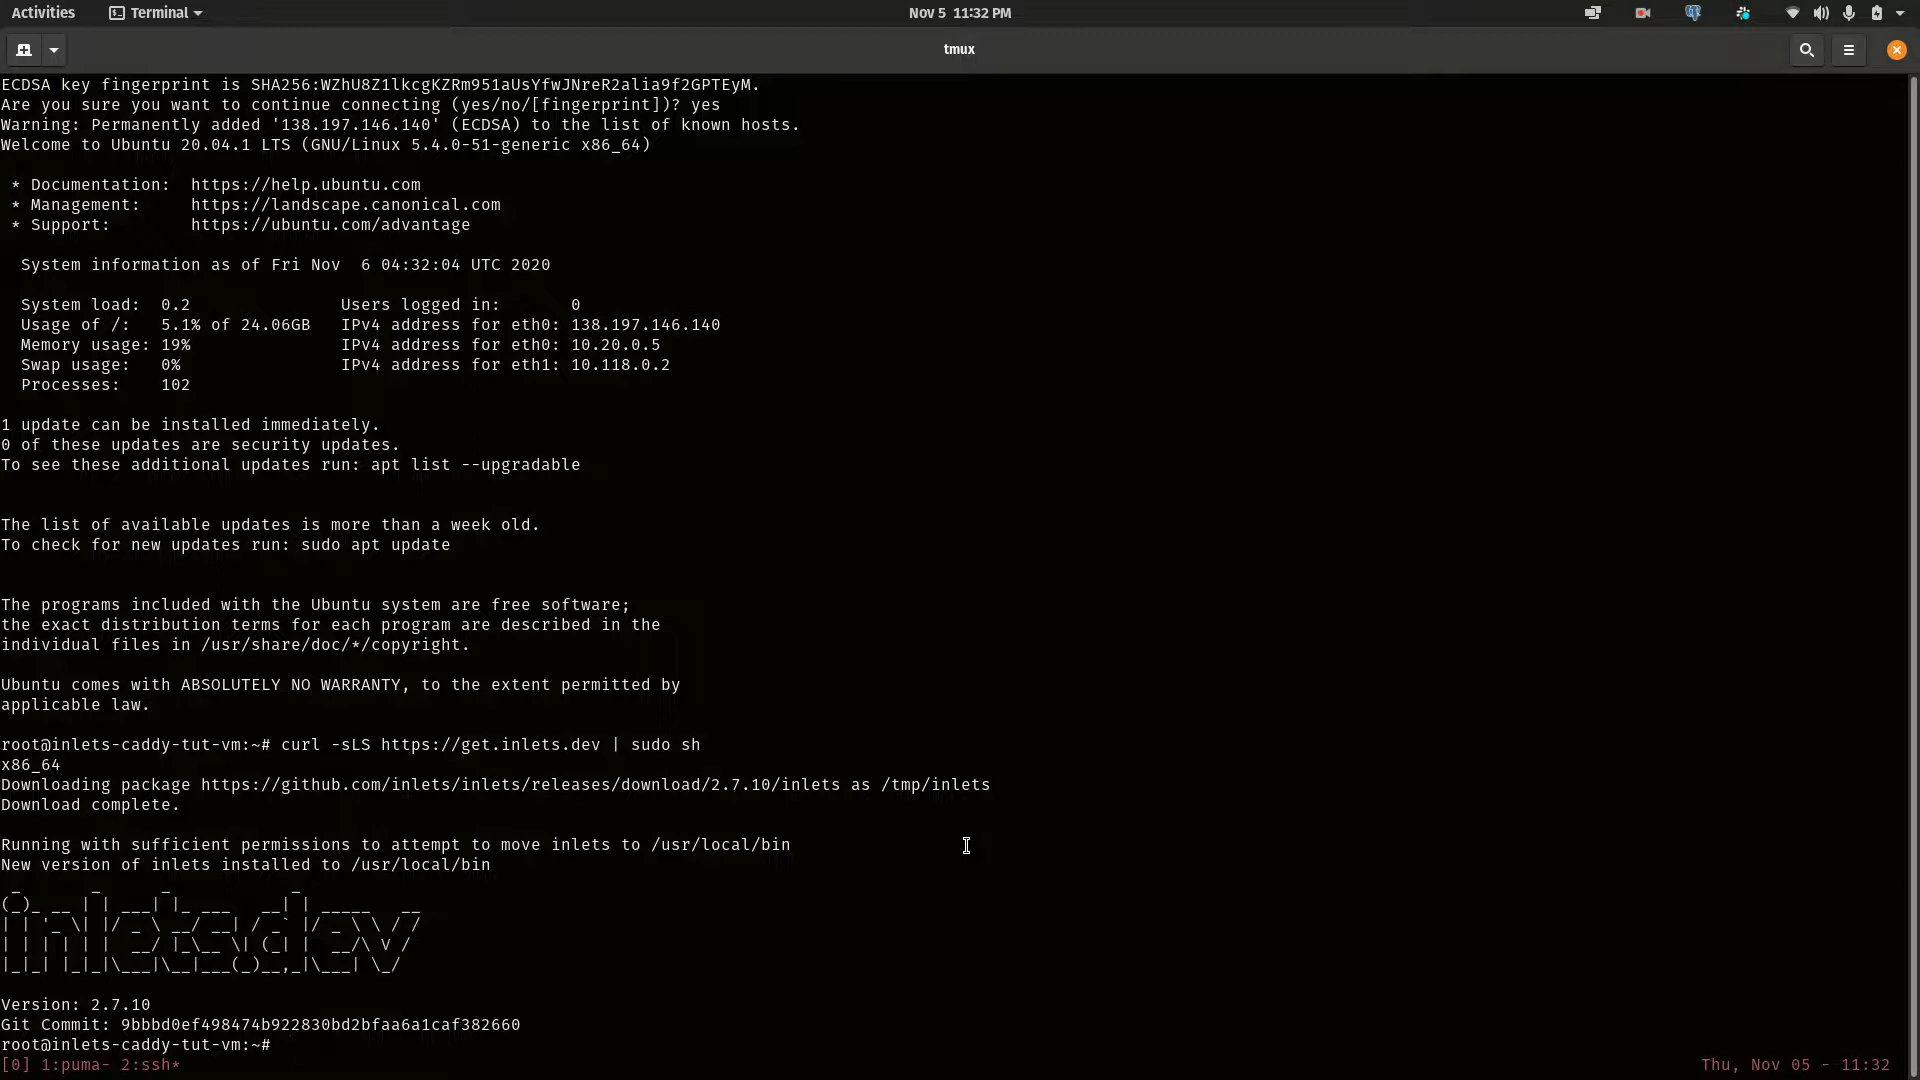 Activities Terminal Nov 5 11:32 PM
tmux
ECDSA key fingerprint is SHA256:WZhU8Z1lkcgKZRm951aUsYfwJNreR2alia9f2GPTEyM.
Are you sure you want to continue connecting (yes/no/[fingerprint])? yes
Warning: Permanently added '138.197.146.140' (ECDSA) to the list of known hosts.
Welcome to Ubuntu 20.04.1 LTS (GNU/Linux 5.4.0-51-generic x86_64)
* Documentation: https://help.ubuntu.com
* Management: https://landscape.canonical.com
* Support: https://ubuntu.com/advantage
System information as of Fri Nov 6 04:32:04 UTC 2020
System load: 0.2 Users logged in: 0
Usage of /: 5.1% of 24.06GB IPv4 address for eth0: 138.197.146.140
Memory usage: 19% IPv4 address for eth0: 10.20.0.5
Swap usage: 0% IPv4 address for eth1: 10.118.0.2
Processes: 102
1 update can be installed immediately.
0 of these updates are security updates.
To see these additional updates run: apt list --upgradable
The list of available updates is more than a week old.
To check for new updates run: sudo apt update
The programs included with the Ubuntu system are free software;
the exact distribution terms for each program are described in the
individual files in /usr/share/doc/*/copyright.
Ubuntu comes with ABSOLUTELY NO WARRANTY, to the extent permitted by
applicable law.
root@inlets-caddy-tut-vm:~# curl -sLS https://get.inlets.dev | sudo sh
x86_64
Downloading package https://github.com/inlets/inlets/releases/download/2.7.10/inlets as /tmp/inlets
Download complete.
Running with sufficient permissions to attempt to move inlets to /usr/local/bin
New version of inlets installed to /usr/local/bin
inlets.dev
Version: 2.7.10
Git Commit: 9bbbd0ef498474b922830bd2bfaa6a1caf382660
root@inlets-caddy-tut-vm:~#
[0] 1:puma- 2:ssh* Thu, Nov 05 - 11:32